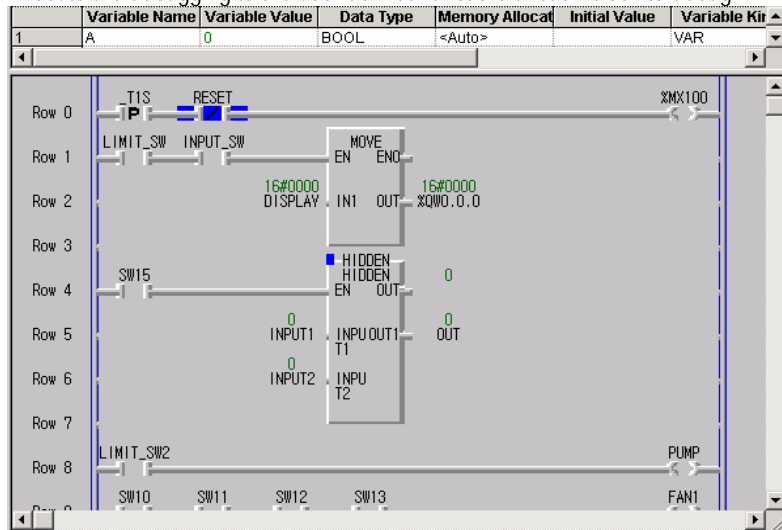 Variable Name Variable Value Data Type Memory Allocat Initial Value Variable Kin
1 A 0 BOOL <Auto> VAR
_T1S RESET %MX100
Row 0 P
LIMIT_SW INPUT_SW MOVE
Row 1 EN ENO
16#0000 16#0000
Row 2 DISPLAY IN1 OUT %QW0.0.0
Row 3
HIDDEN
SW15 HIDDEN 0
Row 4 EN OUT
0 0
Row 5 INPUT1 INPU OUT1 OUT
T1
0
Row 6 INPUT2 INPU
T2
Row 7
LIMIT_SW2 PUMP
Row 8
SW10 SW11 SW12 SW13 FAN1